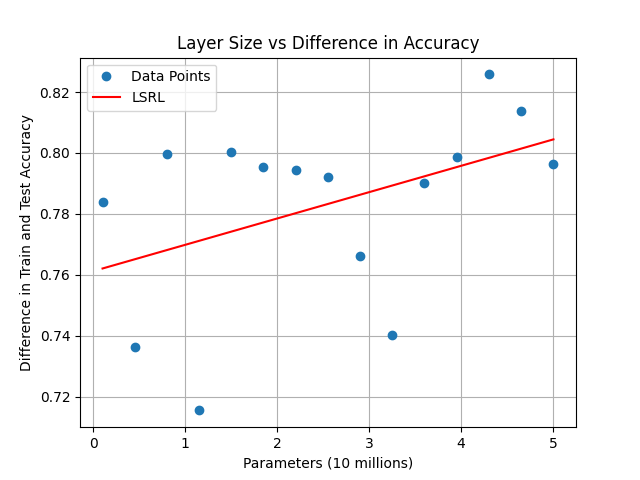 Layer Size vs Difference in Accuracy
Data Points
LSRL
Difference in Train and Test Accuracy
0.82
0.80
0.78
0.76
0.74
0.72
0
1
2
3
4
5
Parameters (10 millions)